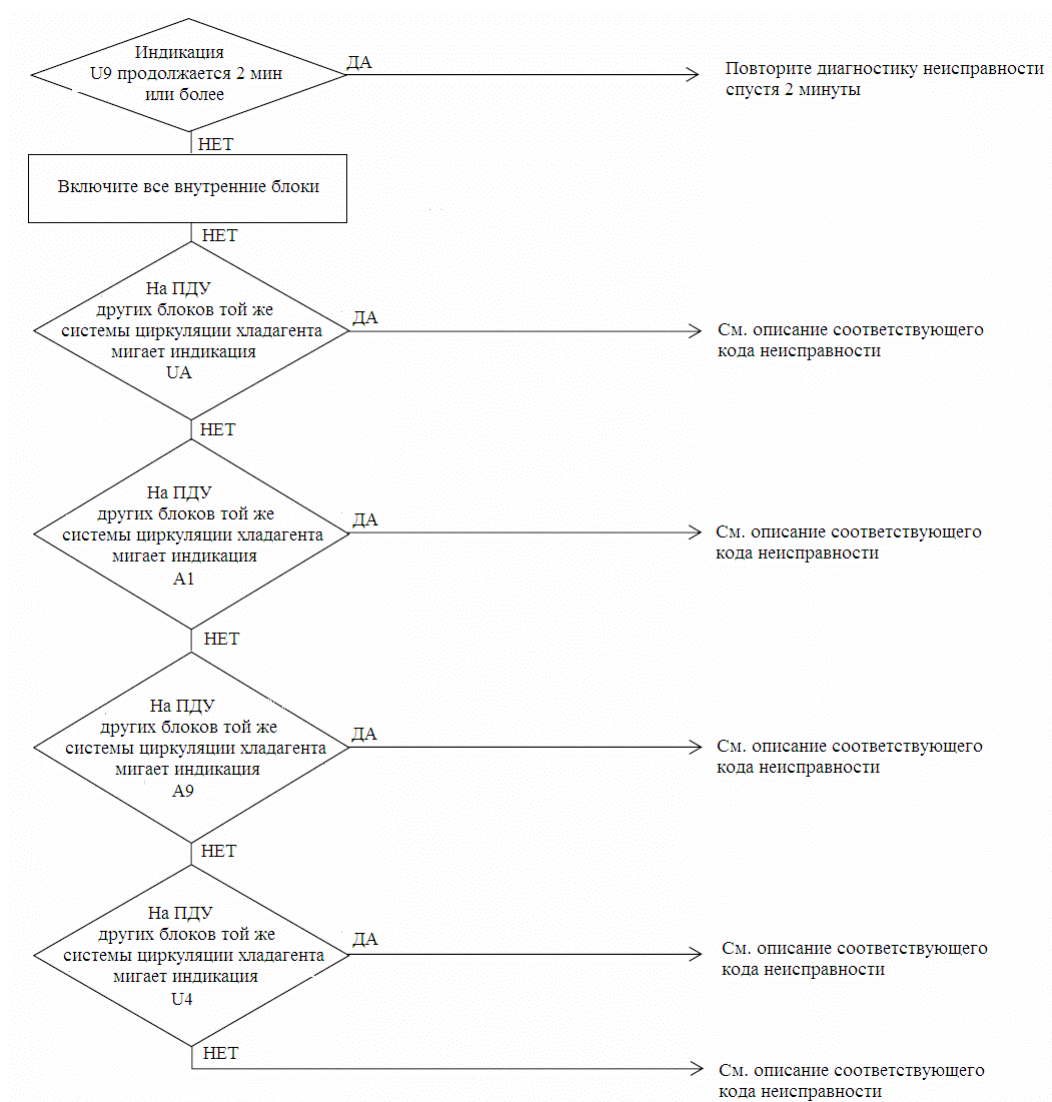 Индикация
U9 продолжается 2 мин
или более
ДА
Повторите диагностику неисправности
спустя 2 минуты
НЕТ
Включите все внутренние блоки
НЕТ
На ПДУ
других блоков той же
системы циркуляции хладагента
мигает индикация
UA
ДА
См. описание соответствующего
кода неисправности
НЕТ
На ПДУ
других блоков той же
системы циркуляции хладагента
мигает индикация
A1
ДА
См. описание соответствующего
кода неисправности
НЕТ
На ПДУ
других блоков той же
системы циркуляции хладагента
мигает индикация
A9
ДА
См. описание соответствующего
кода неисправности
НЕТ
На ПДУ
других блоков той же
системы циркуляции хладагента
мигает индикация
U4
ДА
См. описание соответствующего
кода неисправности
НЕТ
См. описание соответствующего
кода неисправности